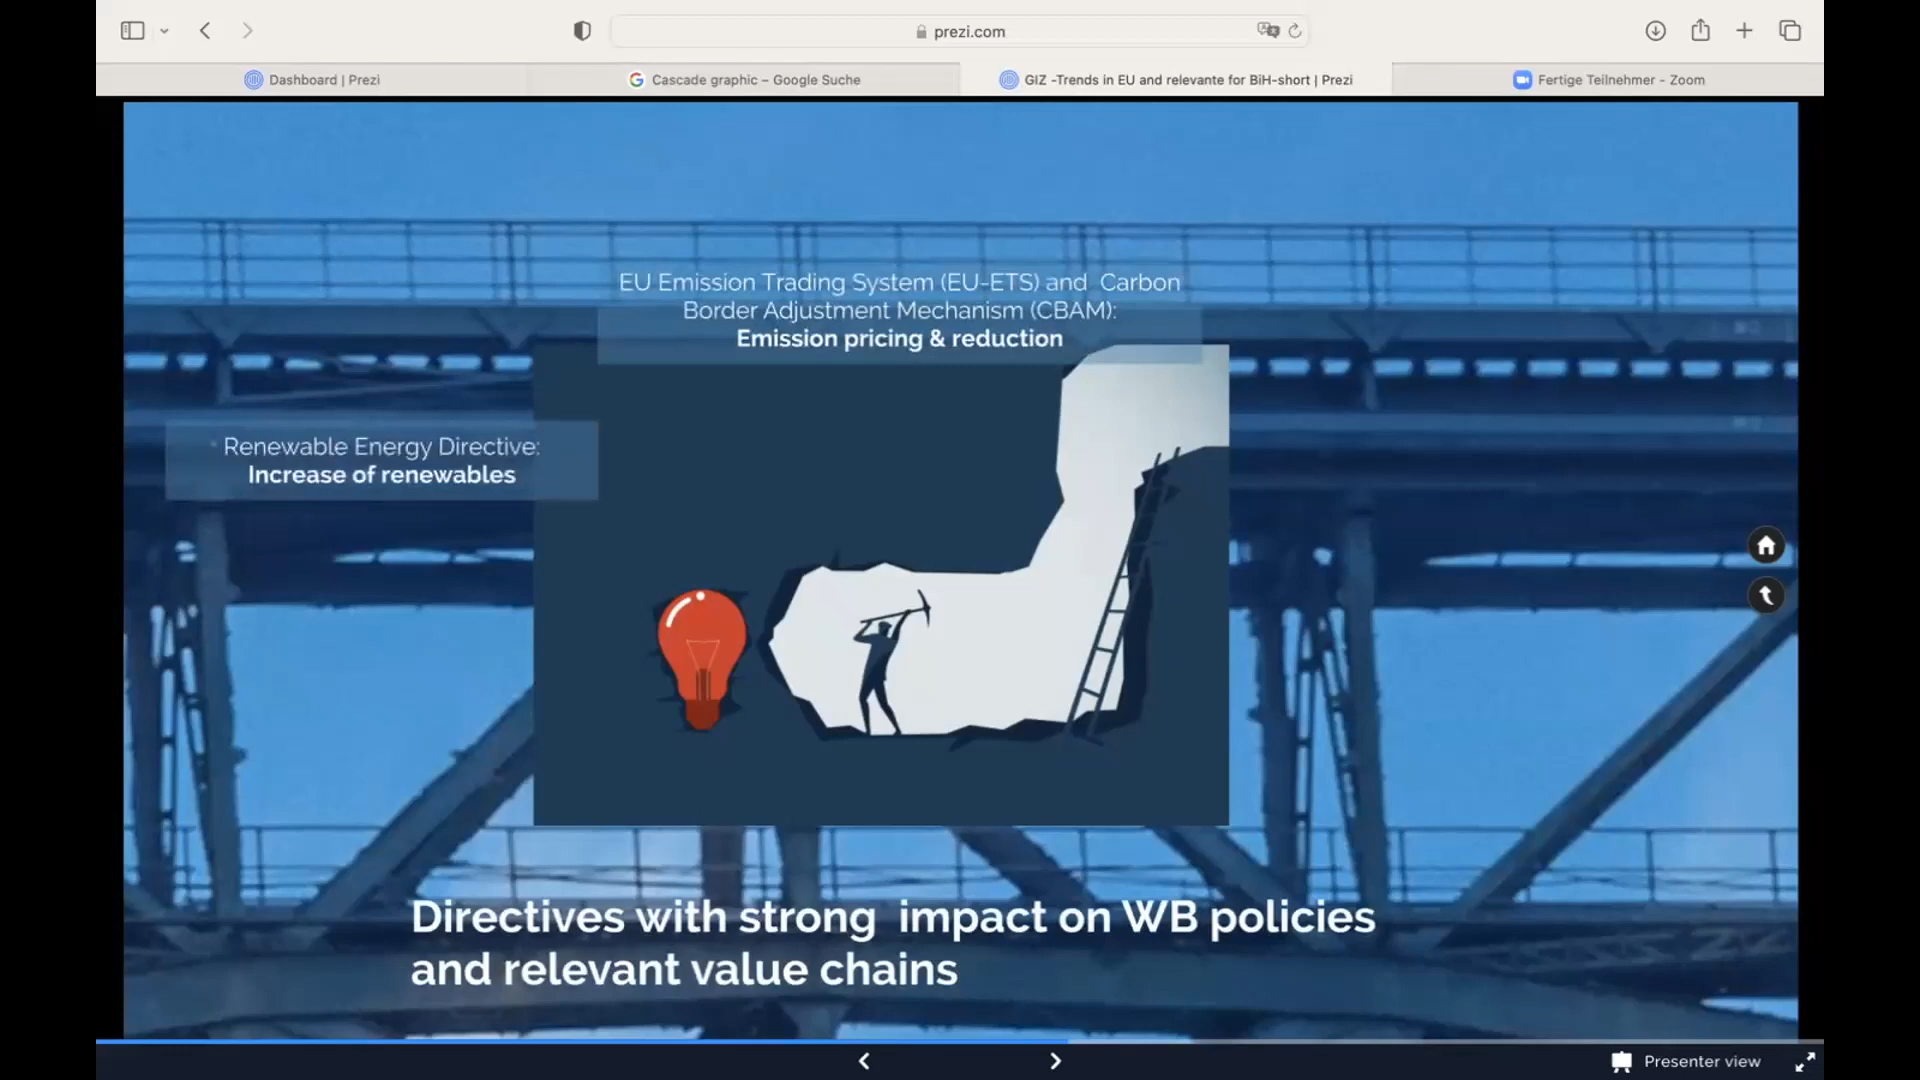 prezi.com
Dashboard | Prezi
Cascade graphic – Google Suche
GIZ -Trends in EU and relevante for BiH-short | Prezi
Fertige Teilnehmer - Zoom
EU Emission Trading System (EU-ETS) and  Carbon
Border Adjustment Mechanism (CBAM):
Emission pricing & reduction
Renewable Energy Directive:
Increase of renewables
Directives with strong  impact on WB policies
and relevant value chains
Presenter view